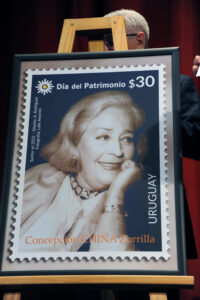 Día del Patrimonio $30
URUGUAY
Concepción CHINA Zorrilla